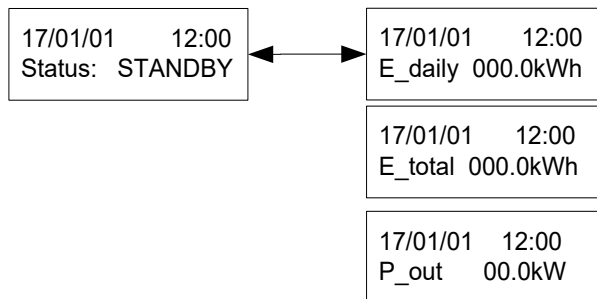 17/01/01 12:00
Status: STANDBY
17/01/01 12:00
E_daily 000.0kWh
17/01/01 12:00
E_total 000.0kWh
17/01/01 12:00
P_out 00.0kW